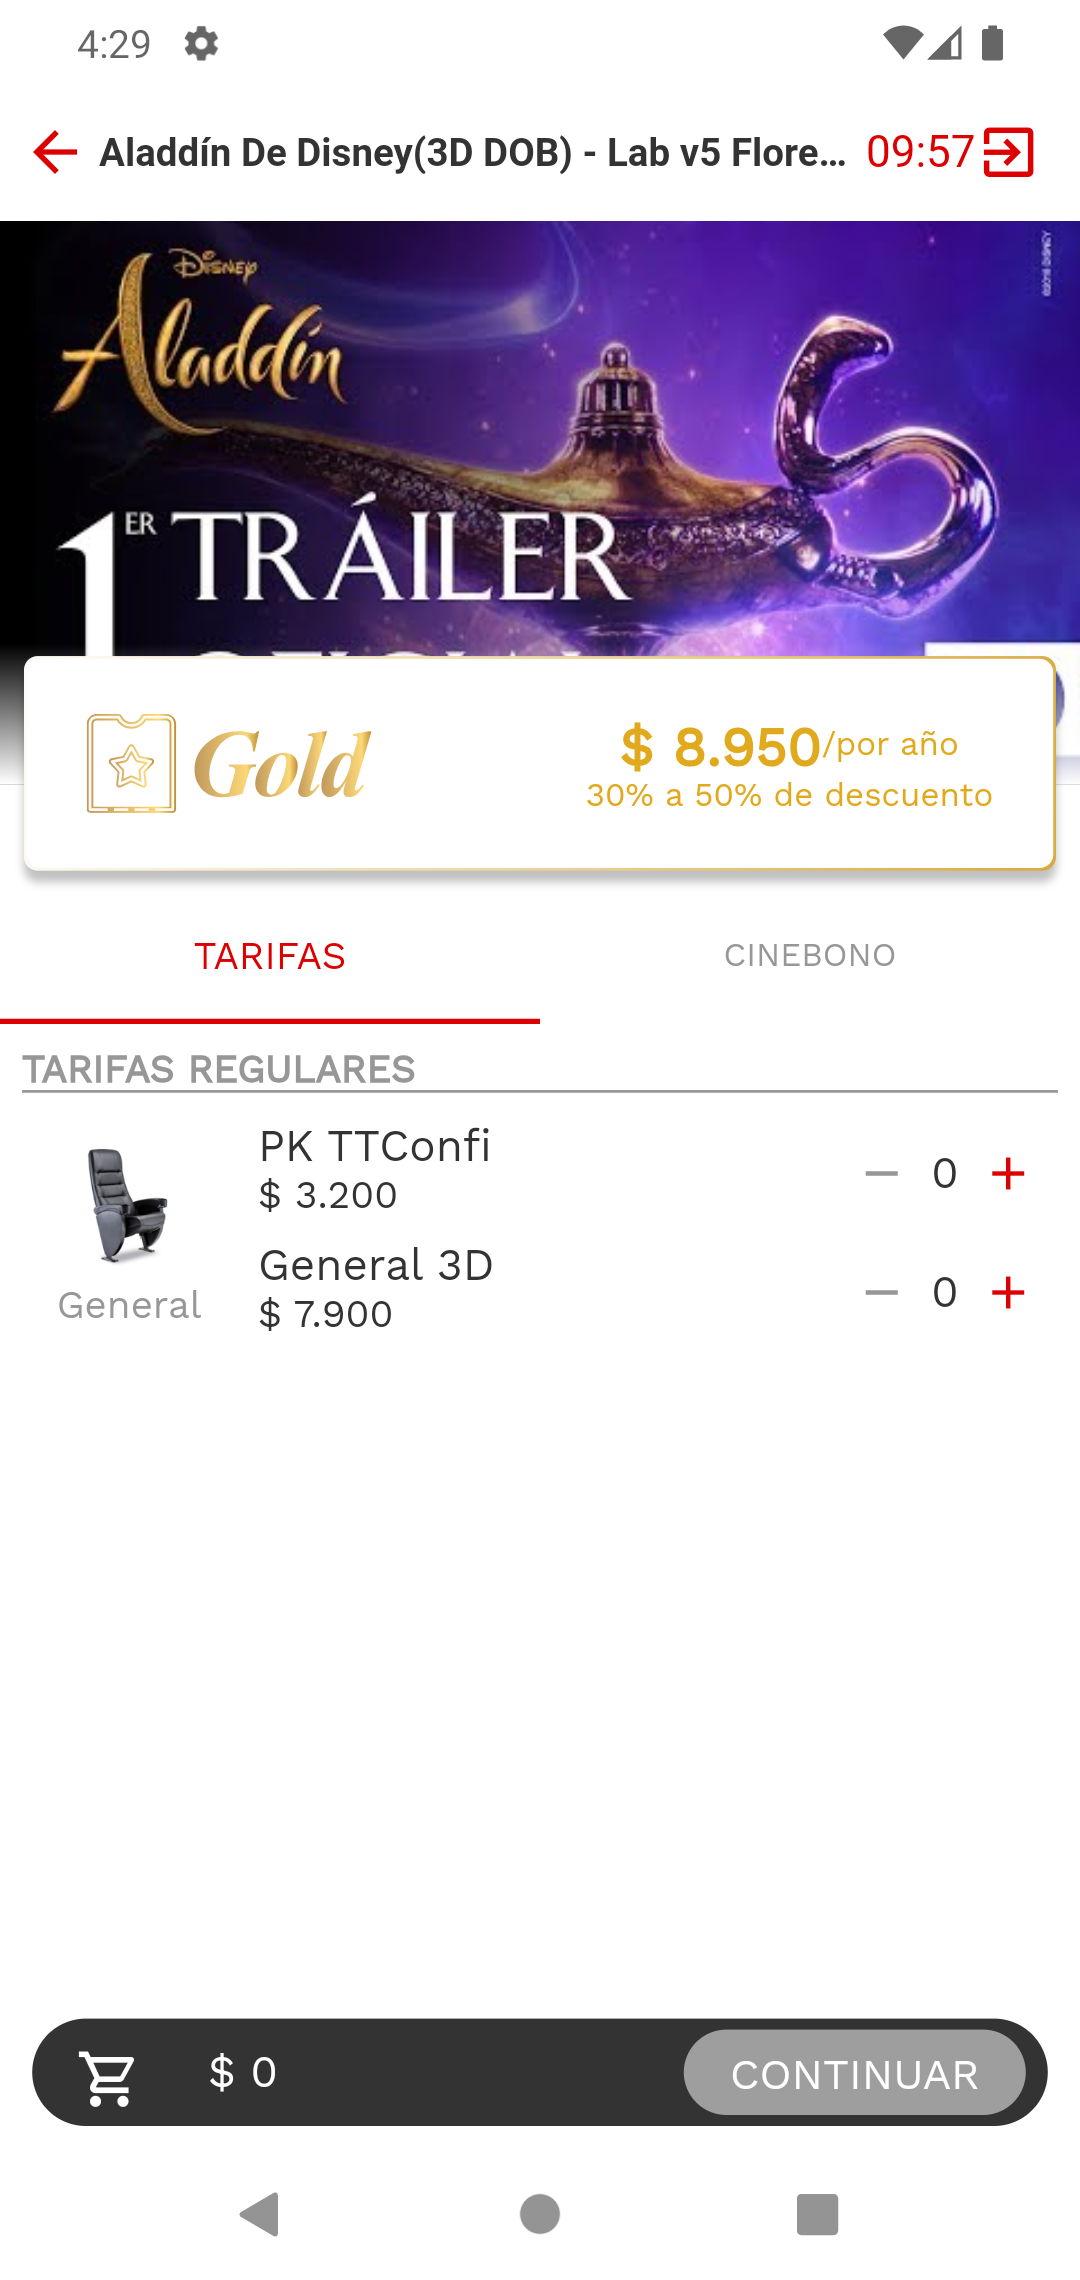 4:29
Aladdín De Disney(3D DOB) - Lab v5 Flore...
09:57
©2018 DISNEY
Disney
Aladdín
1ER TRÁILER
Gold
$ 8.950/por año
30% a 50% de descuento
TARIFAS
CINEBONO
TARIFAS REGULARES
PK TTConfi
$ 3.200
0
General 3D
$ 7.900
0
General
$ 0
CONTINUAR